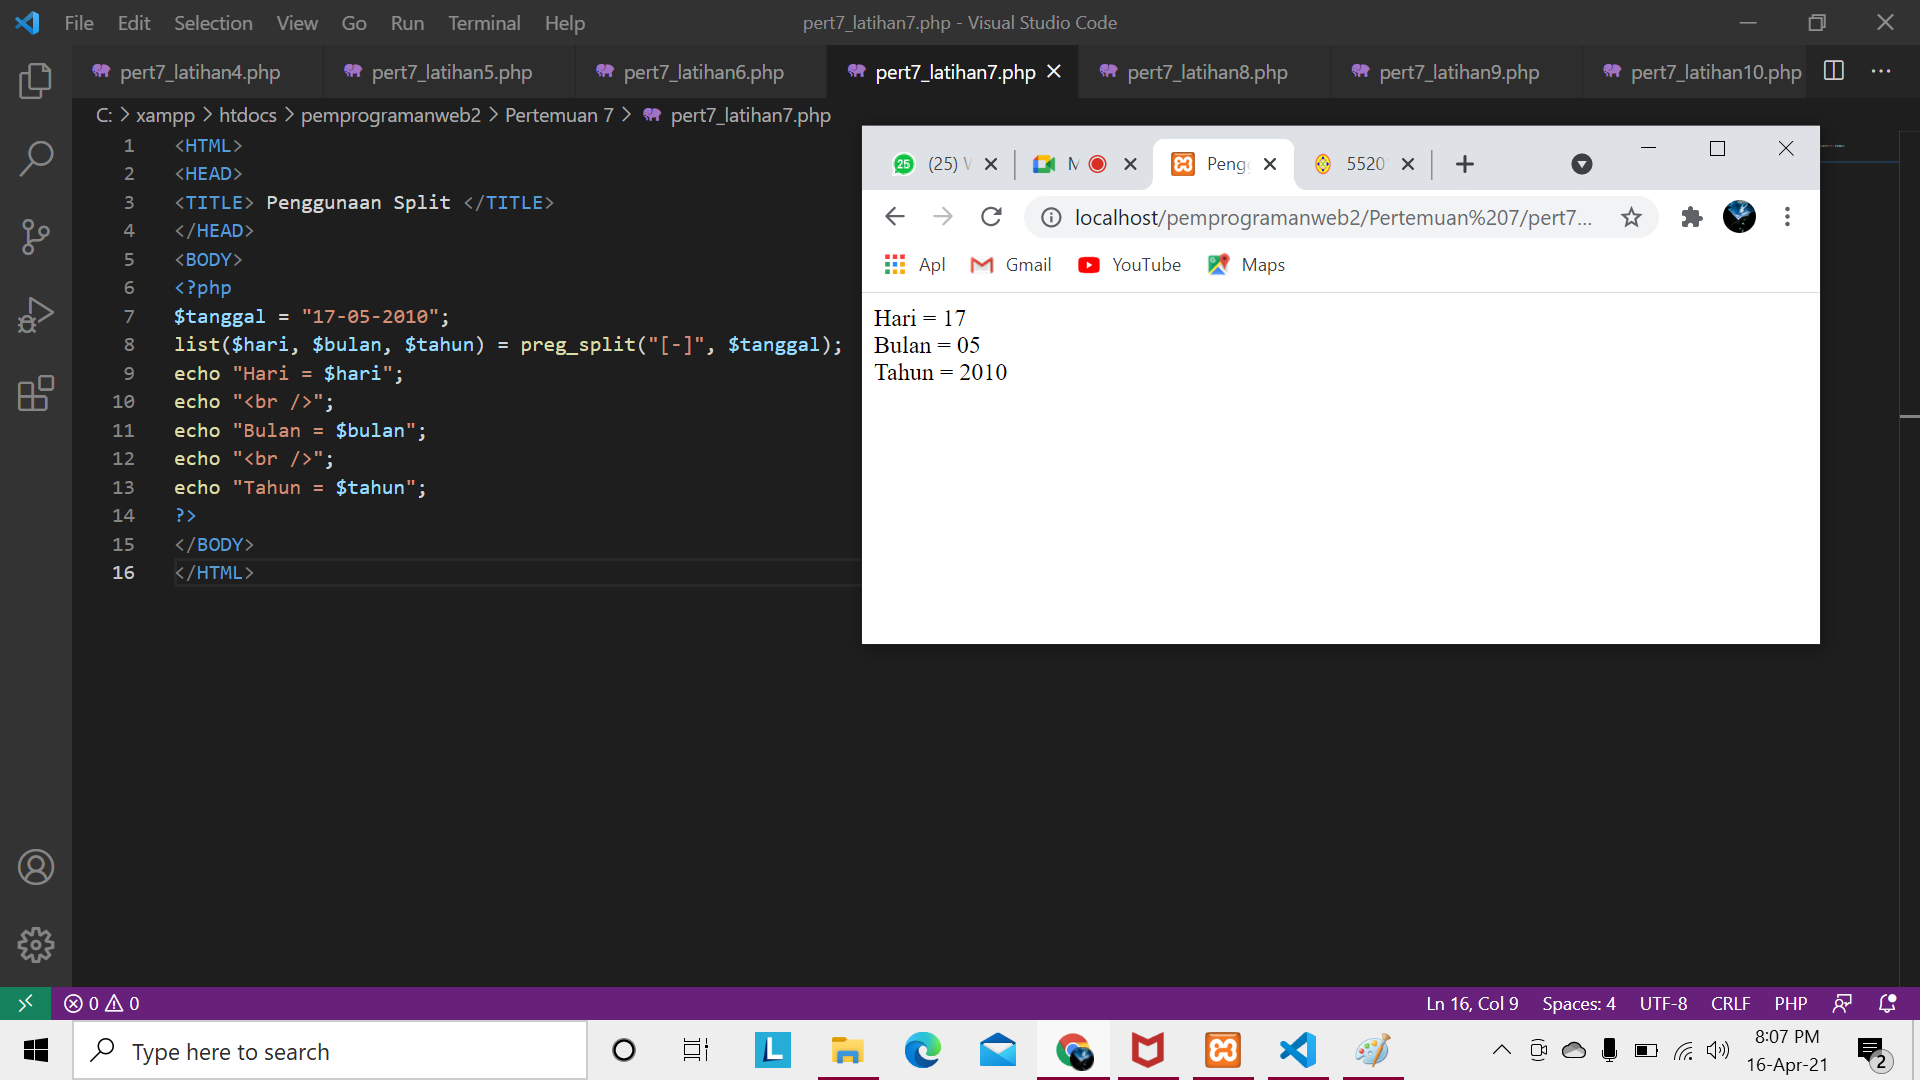 File Edit Selection View Go Run Terminal Help
pert7_latihan7.php - Visual Studio Code
pert7_latihan4.php pert7_latihan5.php pert7_latihan6.php pert7_latihan7.php pert7_latihan8.php pert7_latihan9.php pert7_latihan10.php
C: > xampp > htdocs > pemprogramanweb2 > Pertemuan 7 > pert7_latihan7.php
1 <HTML>
2 <HEAD>
3 <TITLE> Penggunaan Split </TITLE>
4 </HEAD>
5 <BODY>
6 <?php
7 $tanggal = "17-05-2010";
8 list($hari, $bulan, $tahun) = preg_split("[-]", $tanggal);
9 echo "Hari = $hari";
10 echo "<br />";
11 echo "Bulan = $bulan";
12 echo "<br />";
13 echo "Tahun = $tahun";
14 ?>
15 </BODY>
16 </HTML>
25 (25) M Peng 5520
localhost/pemprogramanweb2/Pertemuan%207/pert7...
Apl Gmail YouTube Maps
Hari = 17
Bulan = 05
Tahun = 2010
0 0
Ln 16, Col 9 Spaces: 4 UTF-8 CRLF PHP
Type here to search
L
8:07 PM
16-Apr-21
2